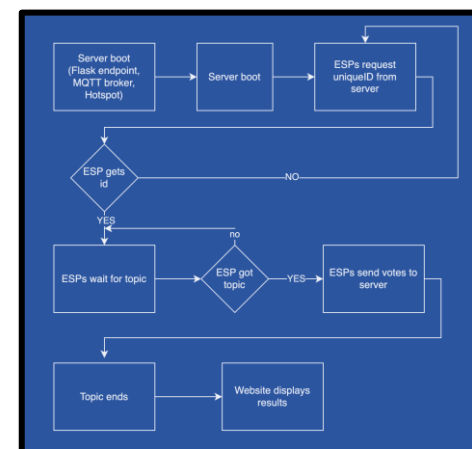 Server boot
(Flask endpoint,
MQTT broker,
Hotspot)
Server boot
ESPs request
uniqueID from
server
ESP gets
id
NO
YES
no
ESPs wait for topic
ESP got
topic
YES
ESPs send votes to
server
Topic ends
Website displays
results